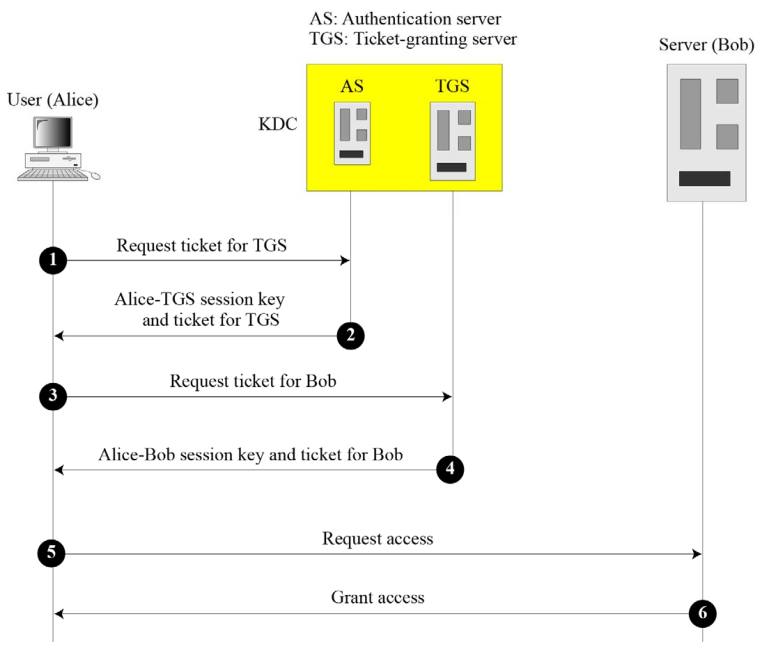 AS: Authentication server
TGS: Ticket-granting server
Server (Bob)
User (Alice)
AS
TGS
KDC
Request ticket for TGS
1
Alice-TGS session key
and ticket for TGS
2
Request ticket for Bob
3
Alice-Bob session key and ticket for Bob
4
Request access
5
Grant access
6